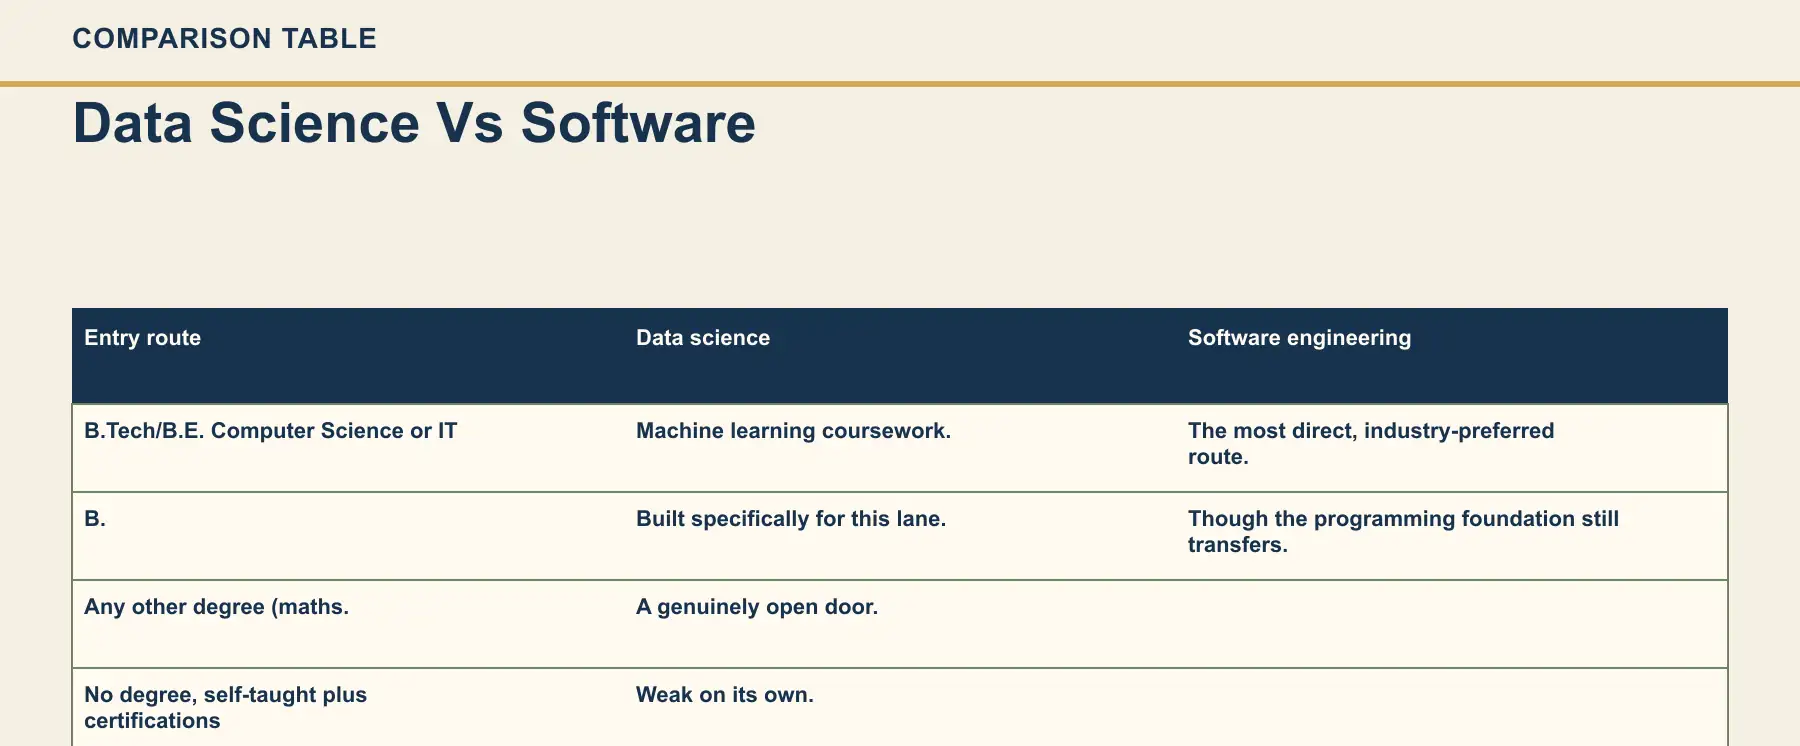 COMPARISON TABLE
Data Science Vs Software
Entry route
Data science
Software engineering
B.Tech/B.E. Computer Science or IT
Machine learning coursework.
The most direct, industry-preferred
route.
B.
Built specifically for this lane.
Though the programming foundation still
transfers.
Any other degree (maths.
A genuinely open door.
No degree, self-taught plus
certifications
Weak on its own.